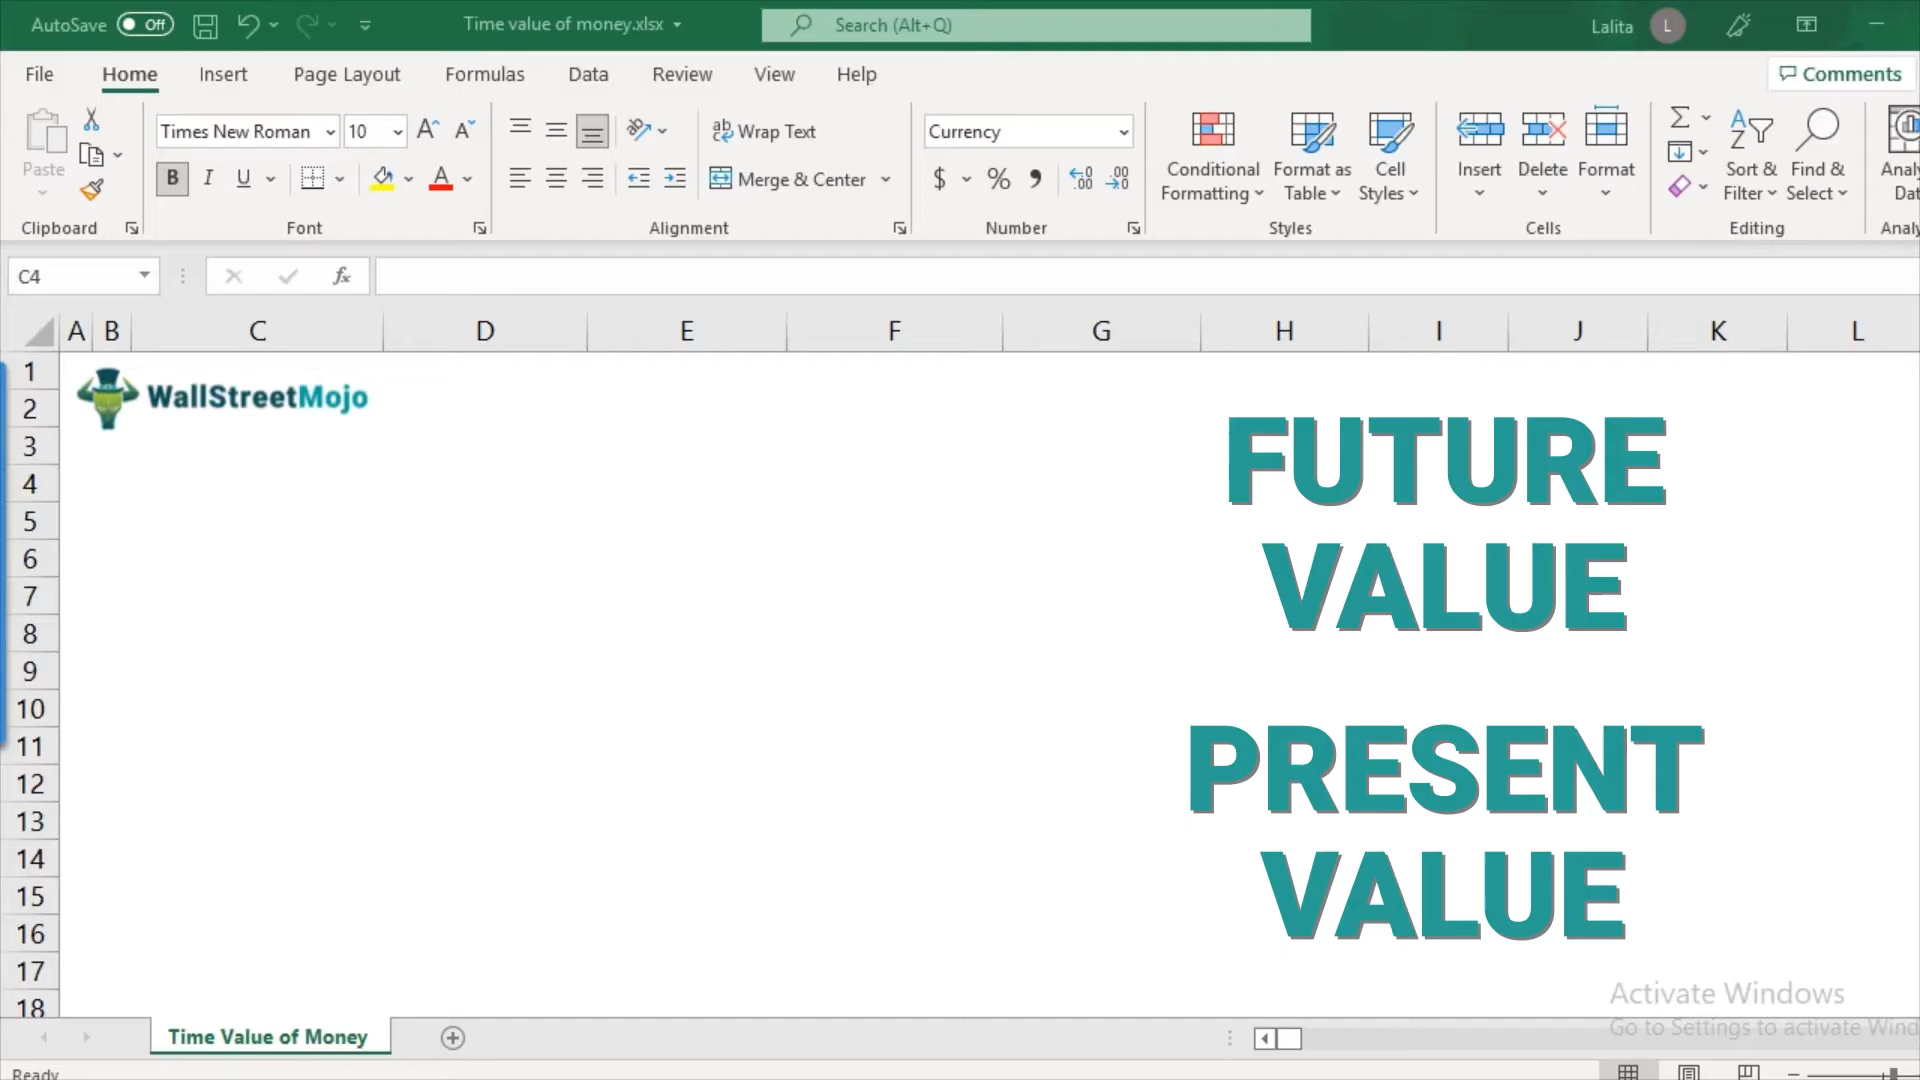 AutoSave Off Time value of money.xlsx Search (Alt+Q) Lalita L
File Home Insert Page Layout Formulas Data Review View Help Comments
Paste Times New Roman 10 Wrap Text Currency
B I U Merge & Center $ % Conditional Formatting Format as Table Cell Styles Insert Delete Format Sort & Filter Find & Select
Clipboard Font Alignment Number Styles Cells Editing
C4 fx
A B C D E F G H I J K L
1
WallStreetMojo
2
3
FUTURE
4
5
6
VALUE
7
8
9
10
11
PRESENT
12
13
14
15
VALUE
16
17
18
Activate Windows
Go to Settings to activate Wind
Time Value of Money
Ready